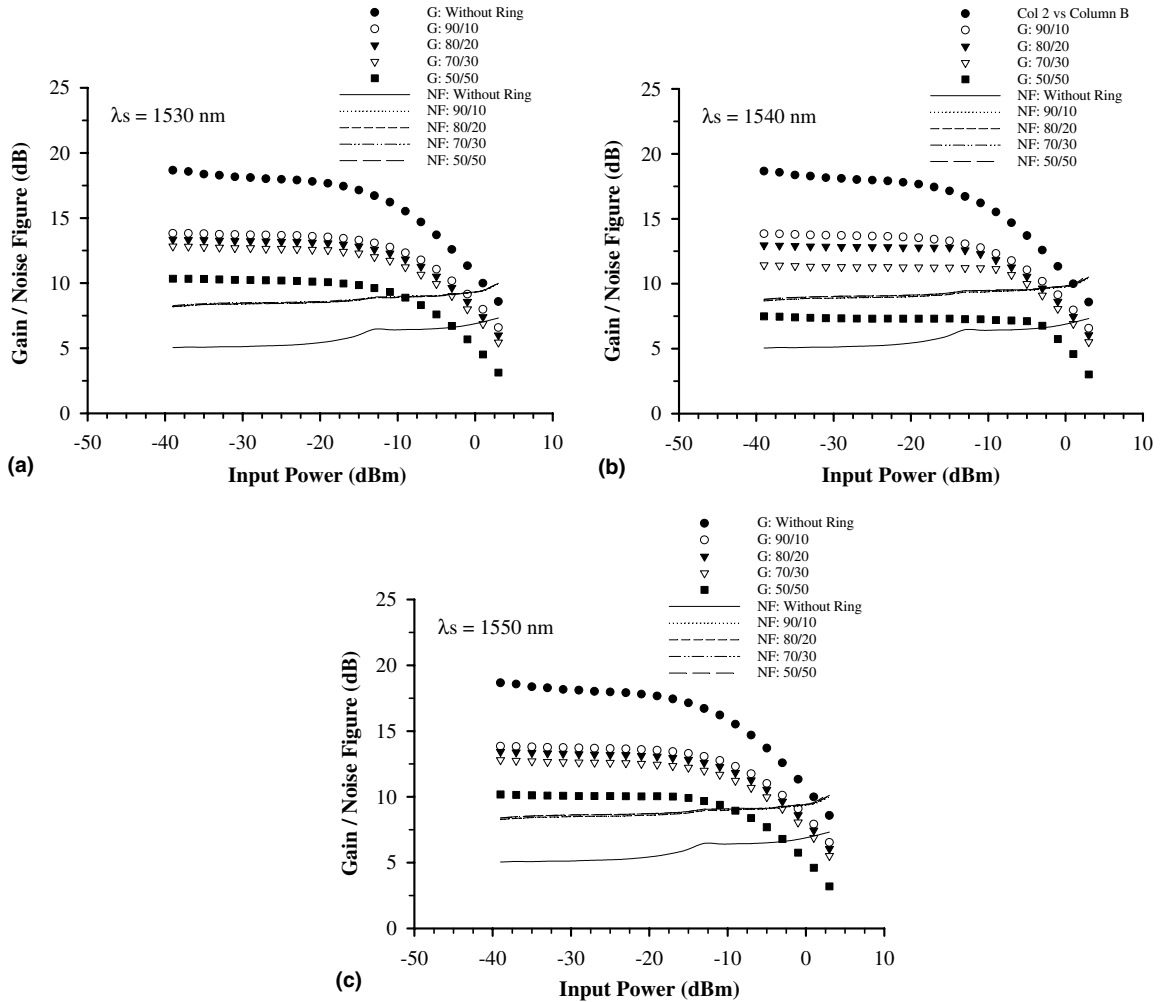 G: Without Ring
G: 90/10
G: 80/20
G: 70/30
G: 50/50
NF: Without Ring
NF: 90/10
NF: 80/20
NF: 70/30
NF: 50/50
λs = 1530 nm
25
20
15
10
5
0
-50
-40
-30
-20
-10
0
10
Gain / Noise Figure (dB)
Input Power (dBm)
(a)
Col 2 vs Column B
G: 90/10
G: 80/20
G: 70/30
G: 50/50
NF: Without Ring
NF: 90/10
NF: 80/20
NF: 70/30
NF: 50/50
λs = 1540 nm
25
20
15
10
5
0
-50
-40
-30
-20
-10
0
10
Gain / Noise Figure (dB)
Input Power (dBm)
(b)
G: Without Ring
G: 90/10
G: 80/20
G: 70/30
G: 50/50
NF: Without Ring
NF: 90/10
NF: 80/20
NF: 70/30
NF: 50/50
λs = 1550 nm
25
20
15
10
5
0
-50
-40
-30
-20
-10
0
10
Gain / Noise Figure (dB)
Input Power (dBm)
(c)